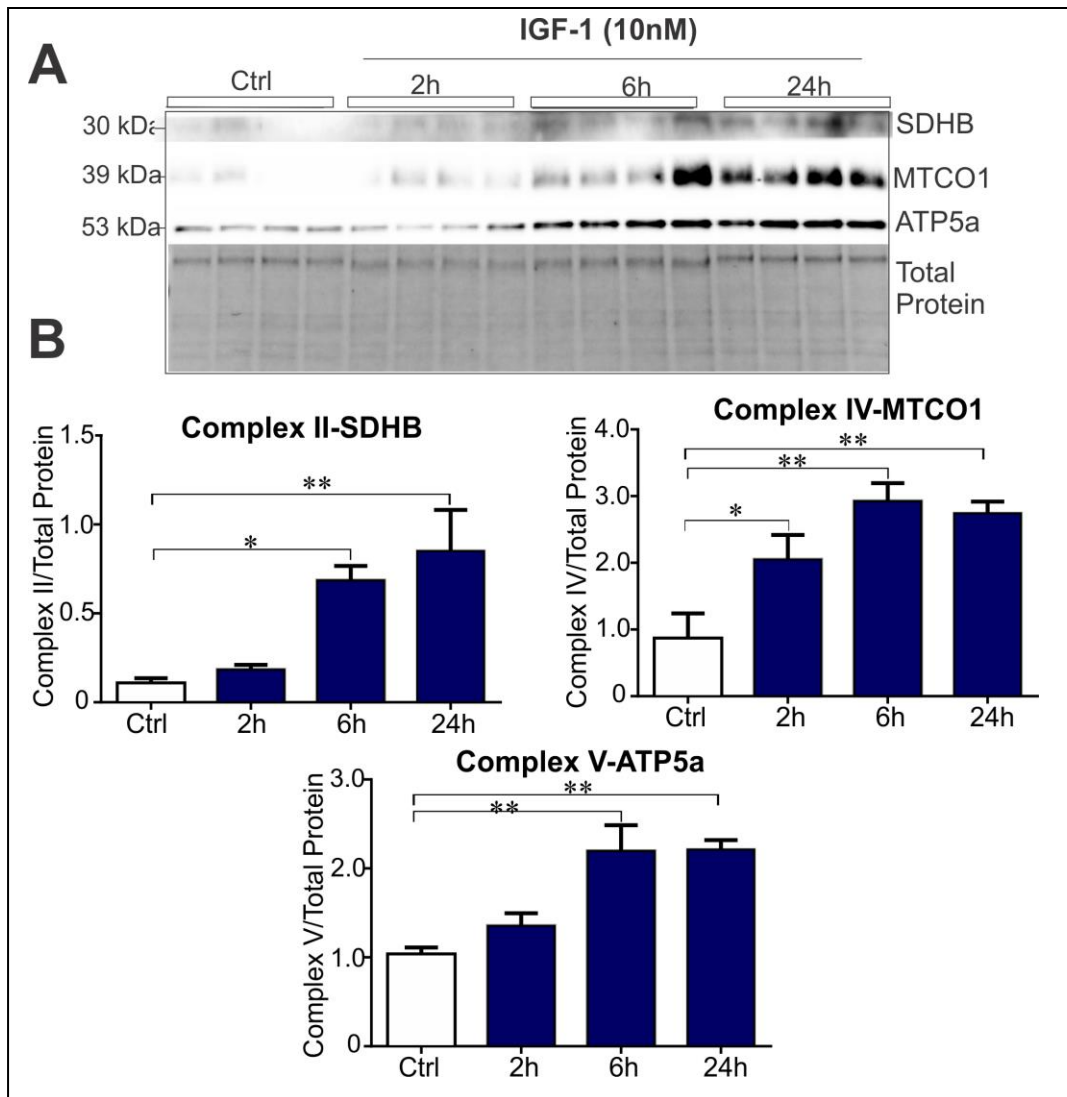 A
IGF-1 (10nM)
Ctrl 2h 6h 24h
30 kDa SDHB
39 kDa MTCO1
53 kDa ATP5a
Total
Protein
B
Complex II-SDHB
Complex II/Total Protein
1.5
1.0
0.5
0
**
*
Ctrl 2h 6h 24h
Complex IV-MTCO1
Complex IV/Total Protein
4.0
3.0
2.0
1.0
0
**
**
*
Ctrl 2h 6h 24h
Complex V-ATP5a
Complex V/Total Protein
3.0
2.0
1.0
0
**
**
Ctrl 2h 6h 24h